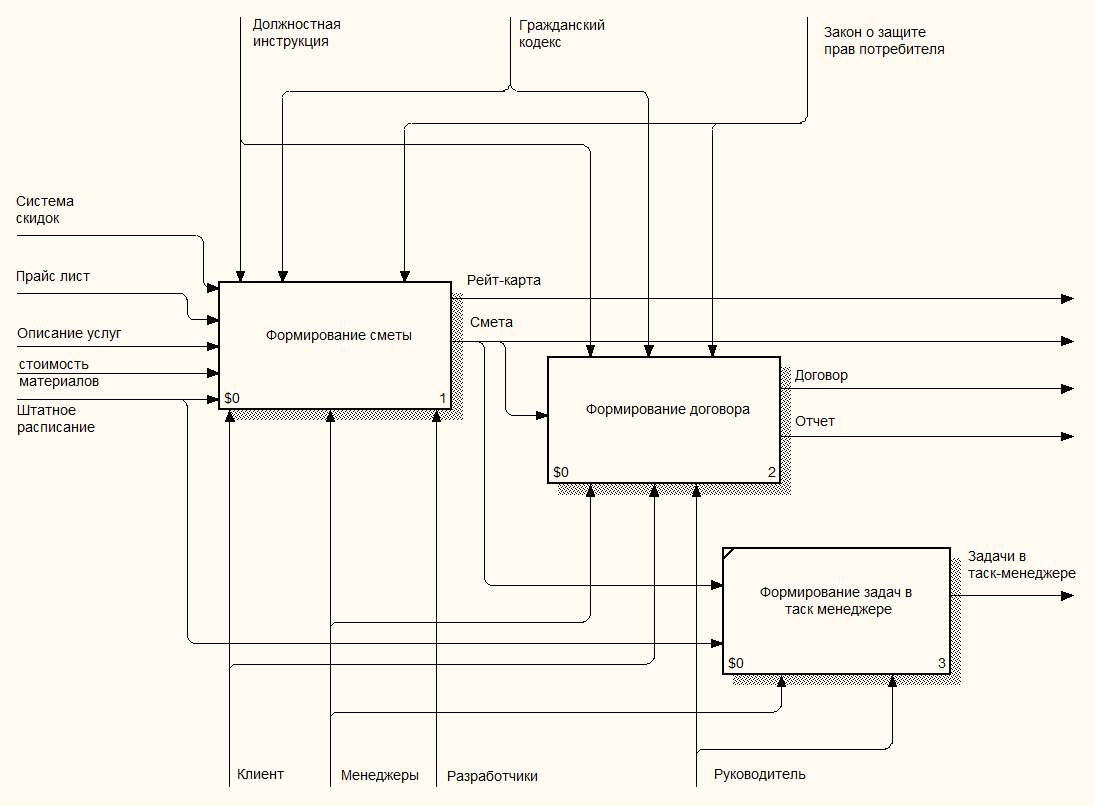 Должностная
инструкция
Гражданский
кодекс
Закон о защите
прав потребителя
Система
скидок
Прайс лист
Описание услуг
стоимость
материалов
Штатное
расписание
Формирование сметы
$0
1
Рейт-карта
Смета
Формирование договора
$0
2
Договор
Отчет
Формирование задач в
таск менеджере
$0
3
Задачи в
таск-менеджере
Клиент
Менеджеры
Разработчики
Руководитель